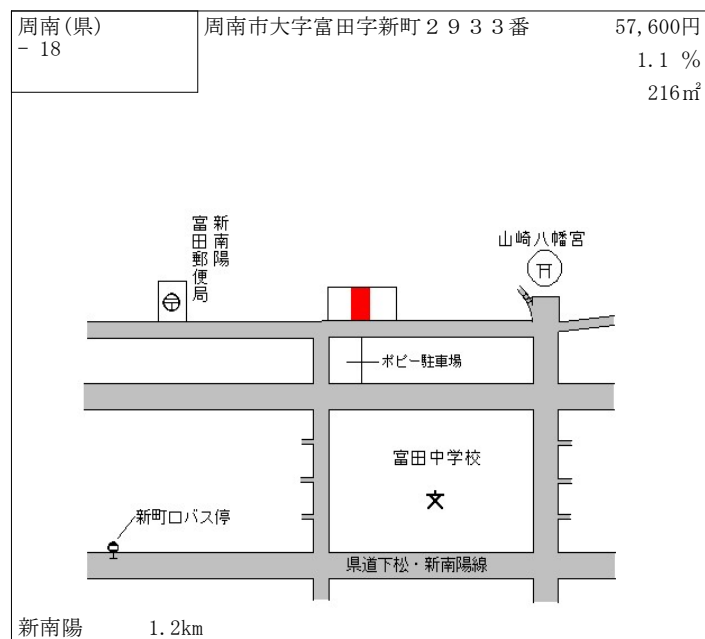 周南(県)
- 18
周南市大字富田字新町２９３３番
57,600円
1.1 %
216㎡
新南陽
富田郵便局
山崎八幡宮
ポピー駐車場
富田中学校
新町口バス停
県道下松・新南陽線
新南陽 1.2km